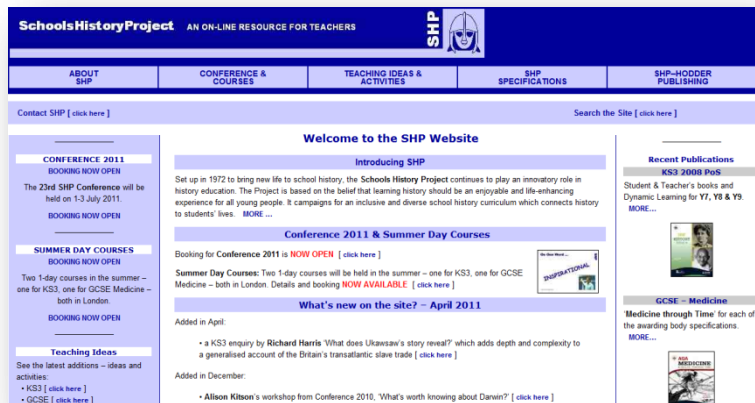 SchoolsHistoryProject AN ON-LINE RESOURCE FOR TEACHERS
SHP
ABOUT
SHP
CONFERENCE &
COURSES
TEACHING IDEAS &
ACTIVITIES
SHP
SPECIFICATIONS
SHP-HODDER
PUBLISHING
Contact SHP [ click here ]
Search the Site [ click here ]
CONFERENCE 2011
BOOKING NOW OPEN
The 23rd SHP Conference will be
held on 1-3 July 2011.
BOOKING NOW OPEN
SUMMER DAY COURSES
BOOKING NOW OPEN
Two 1-day courses in the summer –
one for KS3, one for GCSE Medicine –
both in London.
BOOKING NOW OPEN
Teaching Ideas
See the latest additions – ideas and
activities:
• KS3 [ click here ]
• GCSE [ click here ]
Welcome to the SHP Website
Introducing SHP
Set up in 1972 to bring new life to school history, the Schools History Project continues to play an innovatory role in
history education. The Project is based on the belief that learning history should be an enjoyable and life-enhancing
experience for all young people. It campaigns for an inclusive and diverse school history curriculum which connects history
to students' lives. MORE ...
Conference 2011 & Summer Day Courses
Booking for Conference 2011 is NOW OPEN [ click here ]
Summer Day Courses: Two 1-day courses will be held in the summer – one for KS3, one for GCSE
Medicine – both in London. Details and booking NOW AVAILABLE [ click here ]
INSPIRATIONAL
What's new on the site? – April 2011
Added in April:
• a KS3 enquiry by Richard Harris 'What does Ukawsaw's story reveal?' which adds depth and complexity to
a generalised account of the Britain's transatlantic slave trade [ click here ]
Added in December:
• Alison Kitson's workshop from Conference 2010, 'What's worth knowing about Darwin?' [ click here ]
Recent Publications
KS3 2008 PoS
Student & Teacher's books and
Dynamic Learning for Y7, Y8 & Y9.
MORE...
GCSE – Medicine
'Medicine through Time' for each of
the awarding body specifications.
MORE...
AQA
MEDICINE